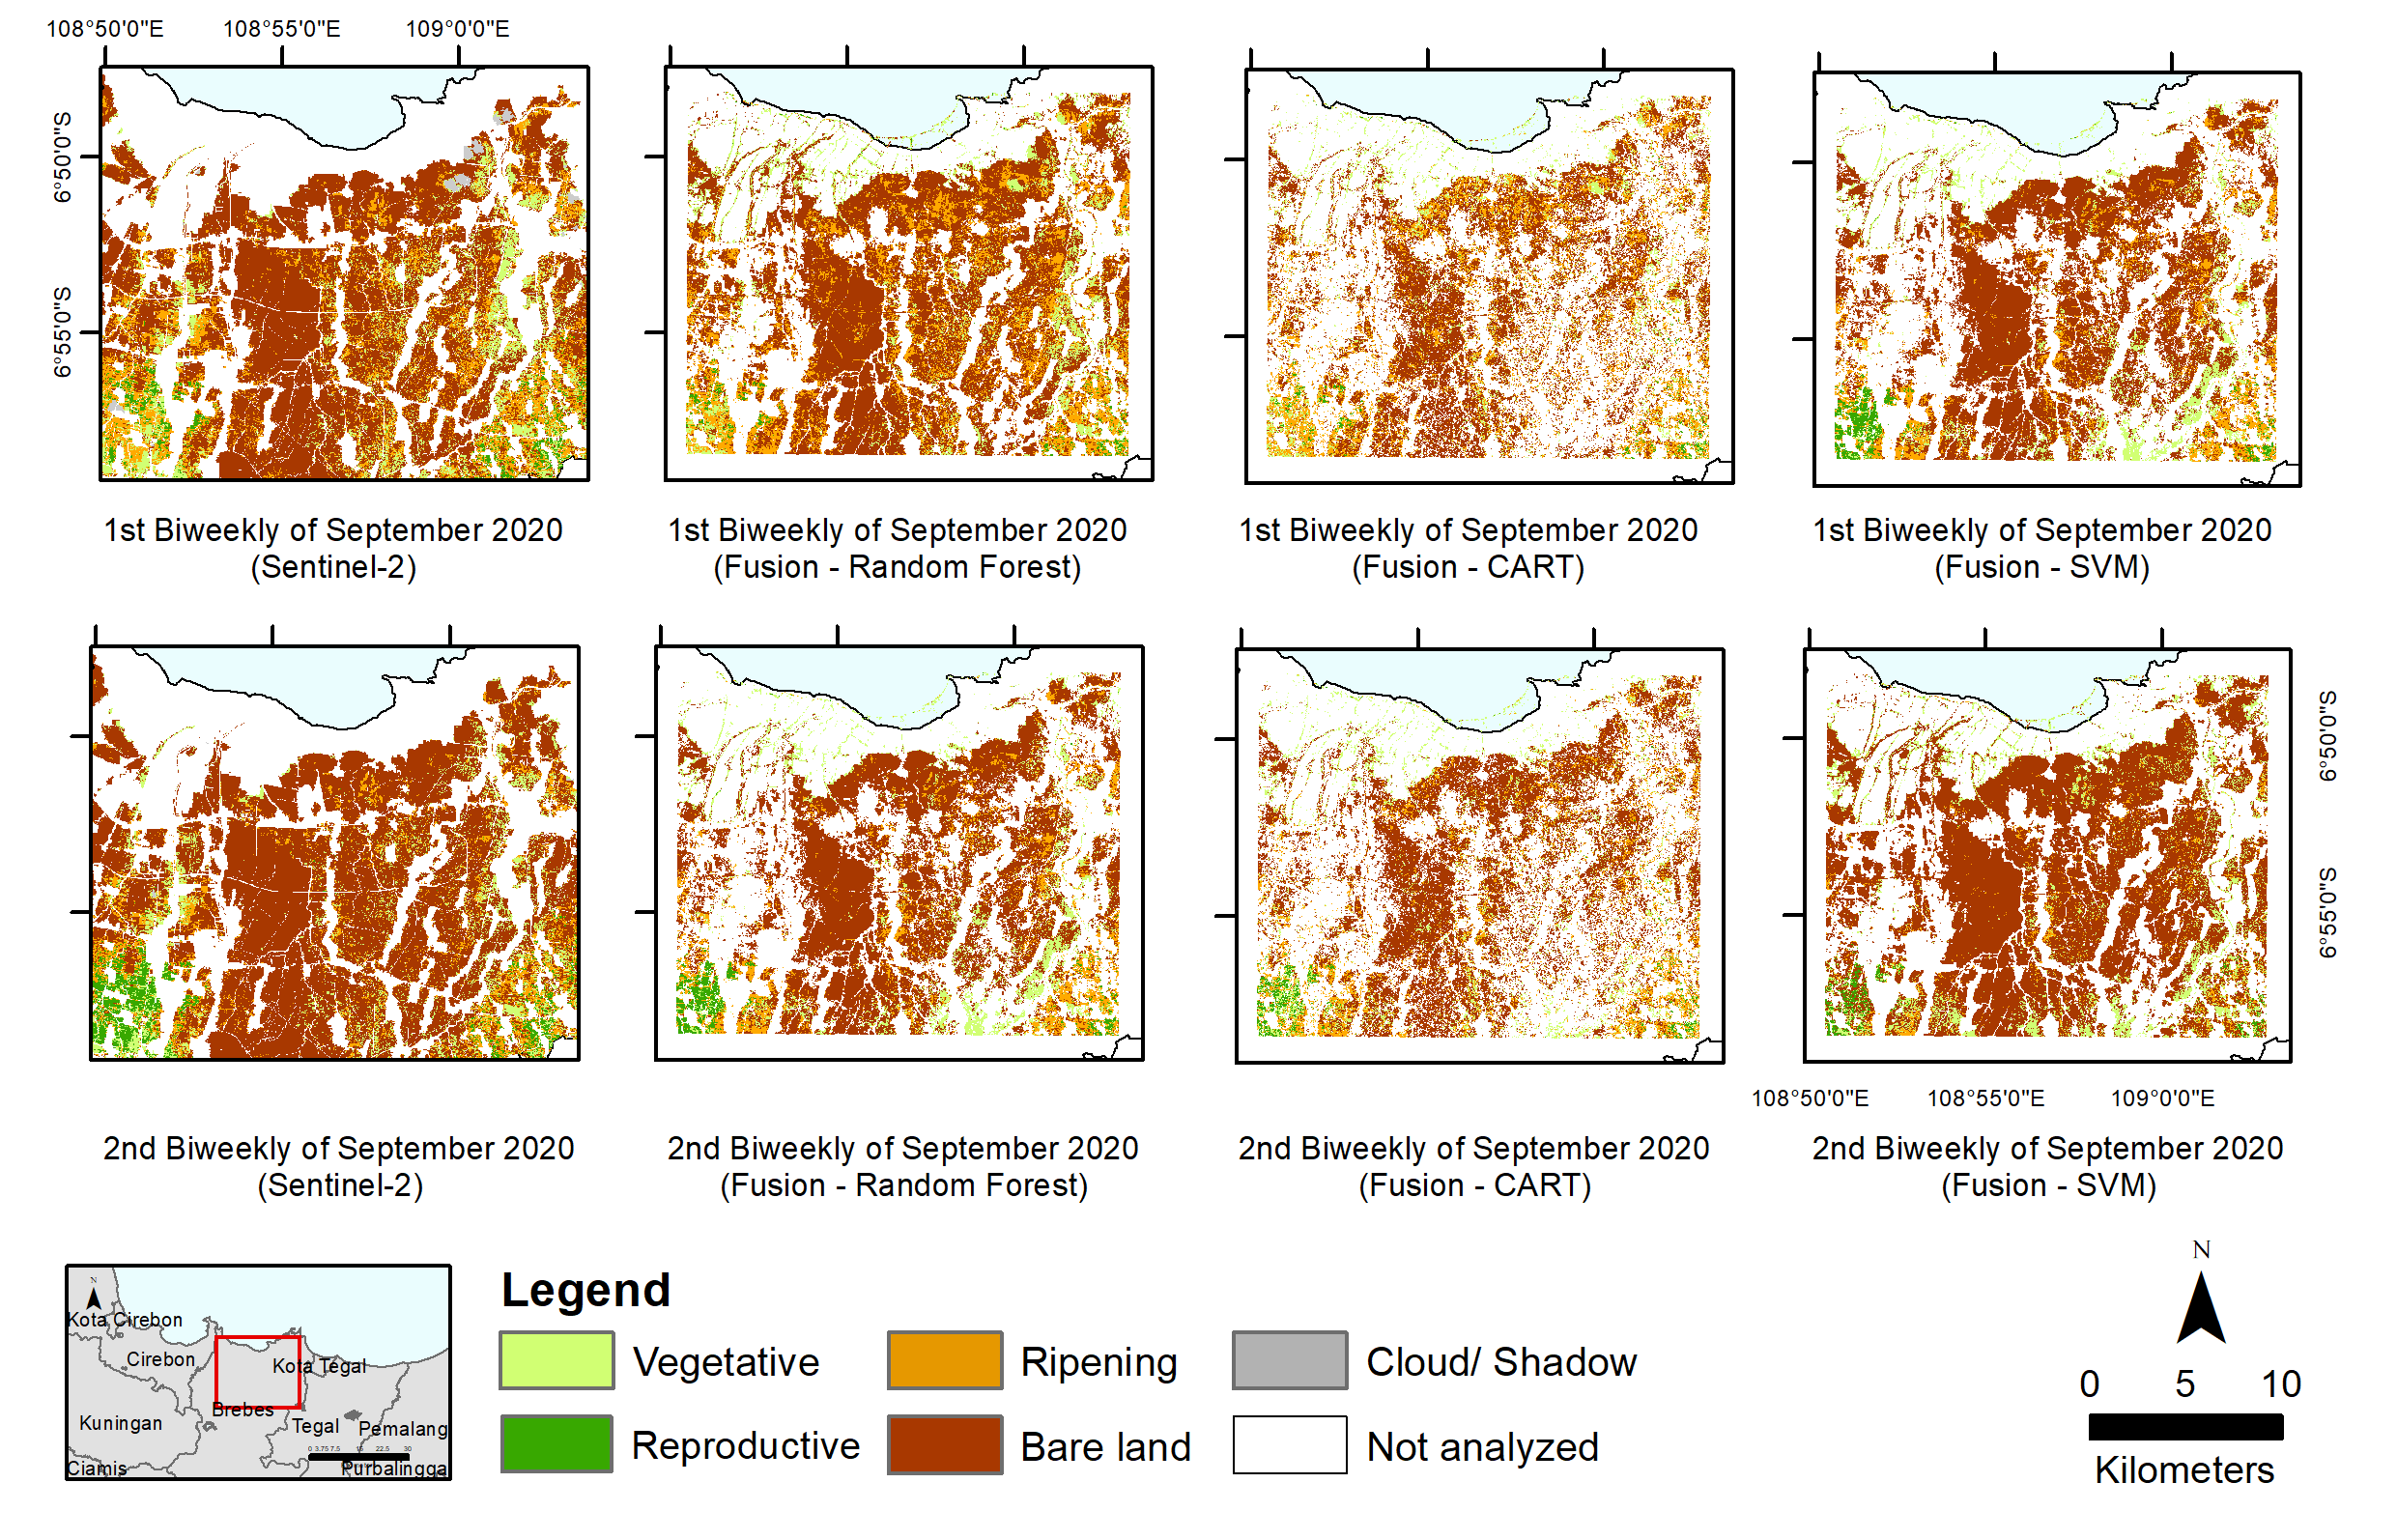 108°50'0"E 108°55'0"E 109°0'0"E
6°50'0"S
6°55'0"S
1st Biweekly of September 2020
(Sentinel-2)
1st Biweekly of September 2020
(Fusion - Random Forest)
1st Biweekly of September 2020
(Fusion - CART)
1st Biweekly of September 2020
(Fusion - SVM)
6°50'0"S
6°55'0"S
108°50'0"E 108°55'0"E 109°0'0"E
2nd Biweekly of September 2020
(Sentinel-2)
2nd Biweekly of September 2020
(Fusion - Random Forest)
2nd Biweekly of September 2020
(Fusion - CART)
2nd Biweekly of September 2020
(Fusion - SVM)
N
Kota Cirebon
Cirebon
Kota Tegal
Brebes
Kuningan
Tegal
Pemalang
0 3.75 7.5 15 22.5 30
Ciamis
Purbalingga
Legend
Vegetative
Ripening
Cloud/ Shadow
Reproductive
Bare land
Not analyzed
N
0 5 10
Kilometers